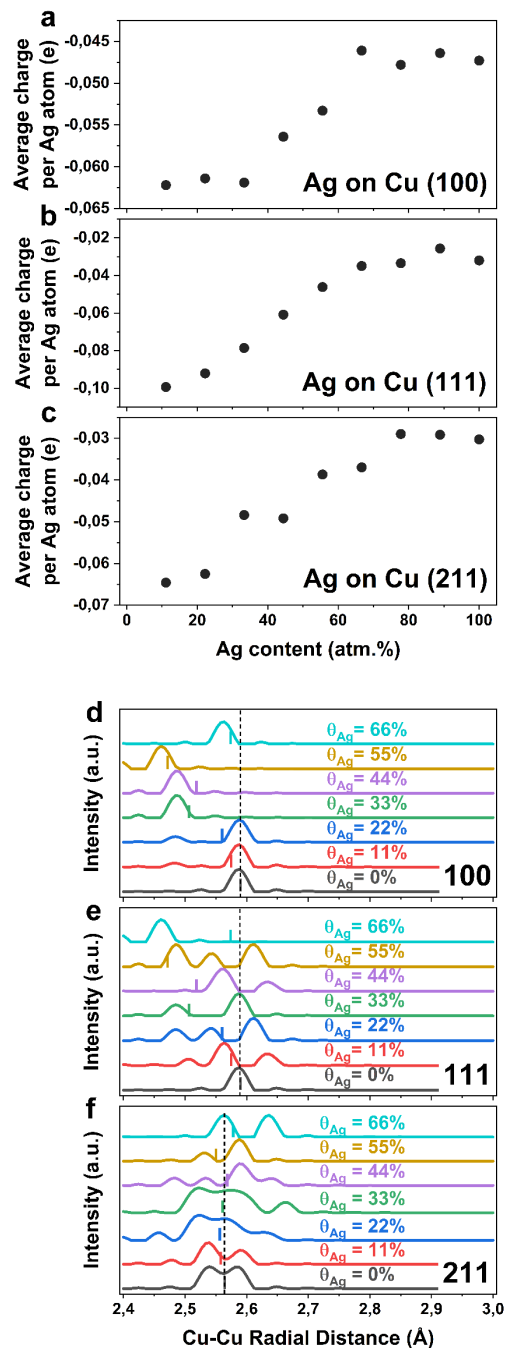 a
Average charge
per Ag atom (e)
-0,045
-0,050
-0,055
-0,060
-0,065
Ag on Cu (100)
b
Average charge
per Ag atom (e)
-0,02
-0,04
-0,06
-0,08
-0,10
Ag on Cu (111)
c
Average charge
per Ag atom (e)
-0,03
-0,04
-0,05
-0,06
-0,07
Ag on Cu (211)
0 20 40 60 80 100
Ag content (atm.%)
d
Intensity (a.u.)
θAg= 66%
θAg= 55%
θAg= 44%
θAg= 33%
θAg= 22%
θAg= 11%
θAg= 0%
100
e
Intensity (a.u.)
θAg= 66%
θAg= 55%
θAg= 44%
θAg= 33%
θAg= 22%
θAg= 11%
θAg= 0%
111
f
Intensity (a.u.)
θAg= 66%
θAg= 55%
θAg= 44%
θAg= 33%
θAg= 22%
θAg= 11%
θAg= 0%
211
2,4 2,5 2,6 2,7 2,8 2,9 3,0
Cu-Cu Radial Distance (Å)